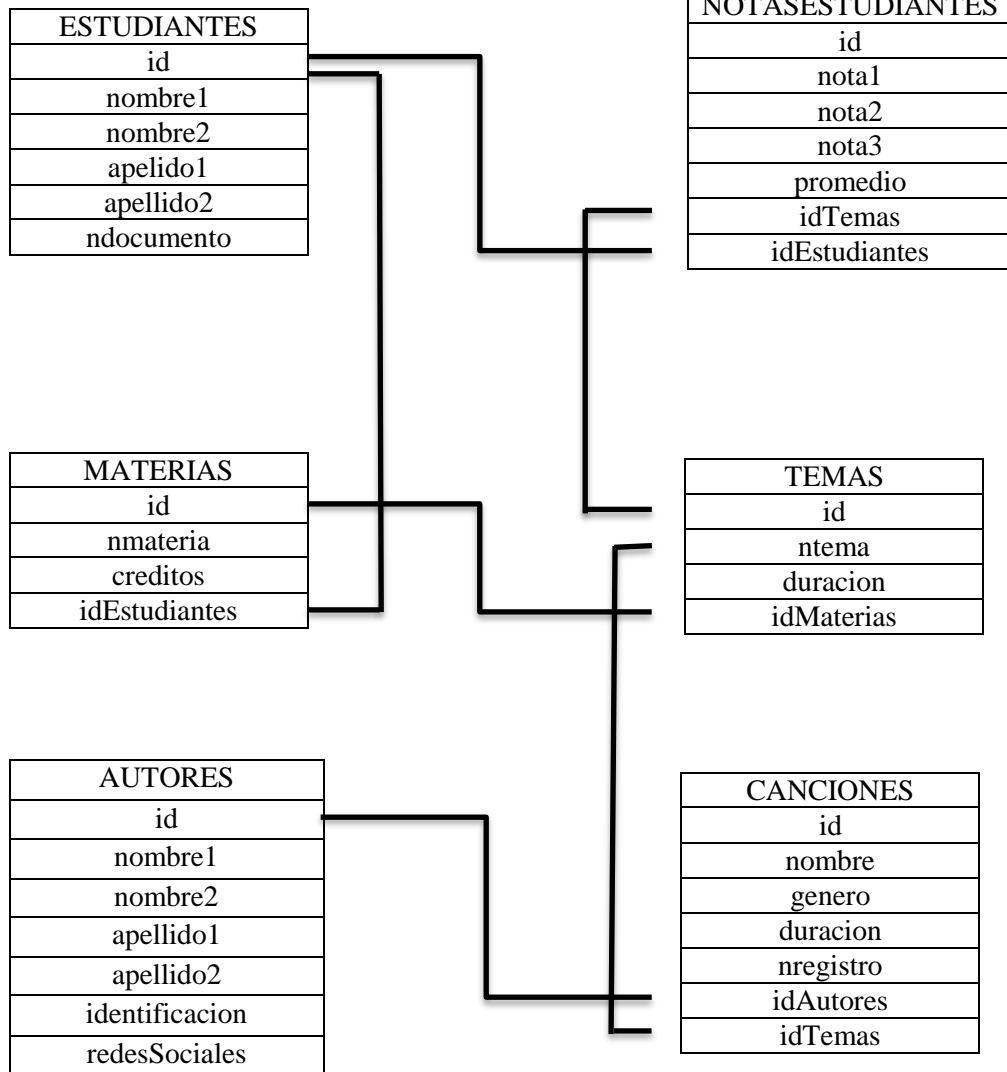 ESTUDIANTES
id
nombre1
nombre2
apelido1
apellido2
ndocumento
NOTASESTUDIANTES
id
nota1
nota2
nota3
promedio
idTemas
idEstudiantes
MATERIAS
id
nmateria
creditos
idEstudiantes
TEMAS
id
ntema
duracion
idMaterias
AUTORES
id
nombre1
nombre2
apellido1
apellido2
identificacion
redesSociales
CANCIONES
id
nombre
genero
duracion
nregistro
idAutores
idTemas